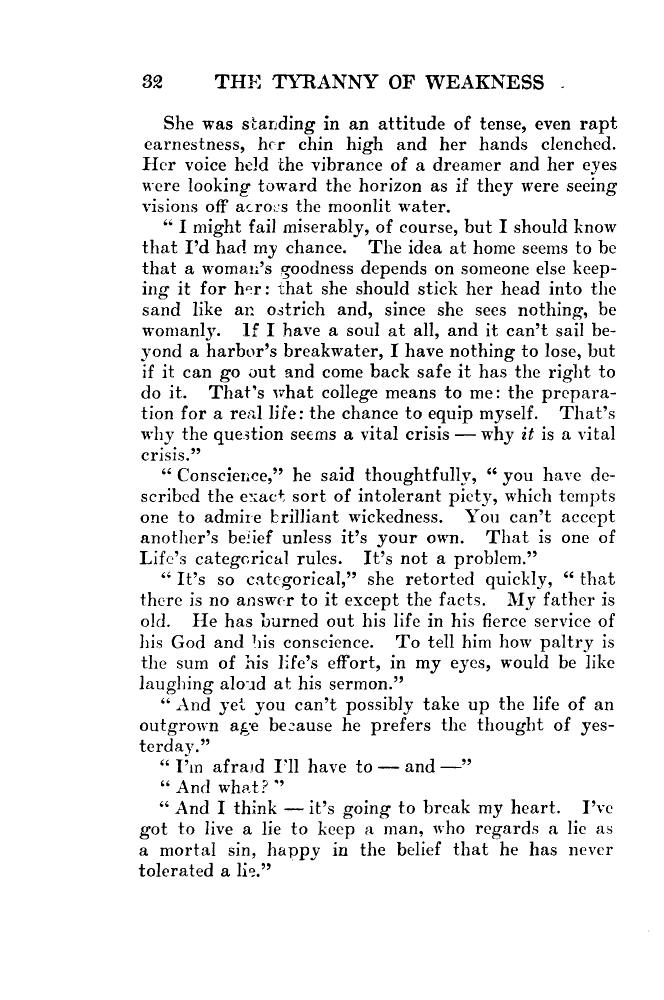 32 THE TYRANNY OF WEAKNESS
She was standing in an attitude of tense, even rapt
earnestness, her chin high and her hands clenched.
Her voice held the vibrance of a dreamer and her eyes
were looking toward the horizon as if they were seeing
visions off across the moonlit water.
“ I might fail miserably, of course, but I should know
that I’d had my chance. The idea at home seems to be
that a woman’s goodness depends on someone else keep-
ing it for her: that she should stick her head into the
sand like an ostrich and, since she sees nothing, be
womanly. If I have a soul at all, and it can’t sail be-
yond a harbor’s breakwater, I have nothing to lose, but
if it can go out and come back safe it has the right to
do it. That’s what college means to me: the prepara-
tion for a real life: the chance to equip myself. That’s
why the question seems a vital crisis — why it is a vital
crisis.”
“ Conscience,” he said thoughtfully, “ you have de-
scribed the exact sort of intolerant piety, which tempts
one to admire brilliant wickedness. You can’t accept
another’s belief unless it’s your own. That is one of
Life’s categorical rules. It’s not a problem.”
“ It’s so categorical,” she retorted quickly, “ that
there is no answer to it except the facts. My father is
old. He has burned out his life in his fierce service of
his God and his conscience. To tell him how paltry is
the sum of his life’s effort, in my eyes, would be like
laughing aloud at his sermon.”
“ And yet you can’t possibly take up the life of an
outgrown age because he prefers the thought of yes-
terday.”
“ I’m afraid I’ll have to — and —”
“ And what? ”
“ And I think — it’s going to break my heart. I’ve
got to live a lie to keep a man, who regards a lie as
a mortal sin, happy in the belief that he has never
tolerated a lie.”